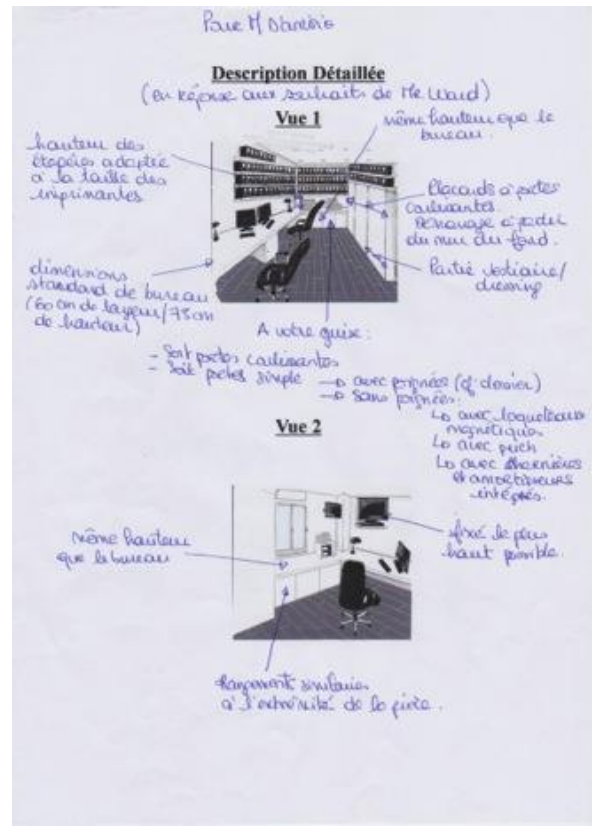 Pour M
Description Détaillée
(en réponse aux souhaits de Me Ward)
Vue 1
même hauteur que le
bureau.
hauteur des
étagères adaptée
à la taille des
imprimantes.
Placards à portes
coulissantes.
à partir
du mur du fond.
Partie vestiaire/
dressing
dimensions
standard de bureau
(60 cm de largeur/75 cm
de hauteur)
A votre guise :
- Soit portes coulissantes
- Soit portes simple
→ avec poignées (cf. dossier)
→ sans poignées:
↳ avec loqueteaux
magnétiques
↳ avec push
↳ avec charnières
et amortisseurs
intégrés.
Vue 2
même hauteur
que le bureau
fixé le plus
haut possible.
Rangements similaires
à l'extrémité de la pièce.